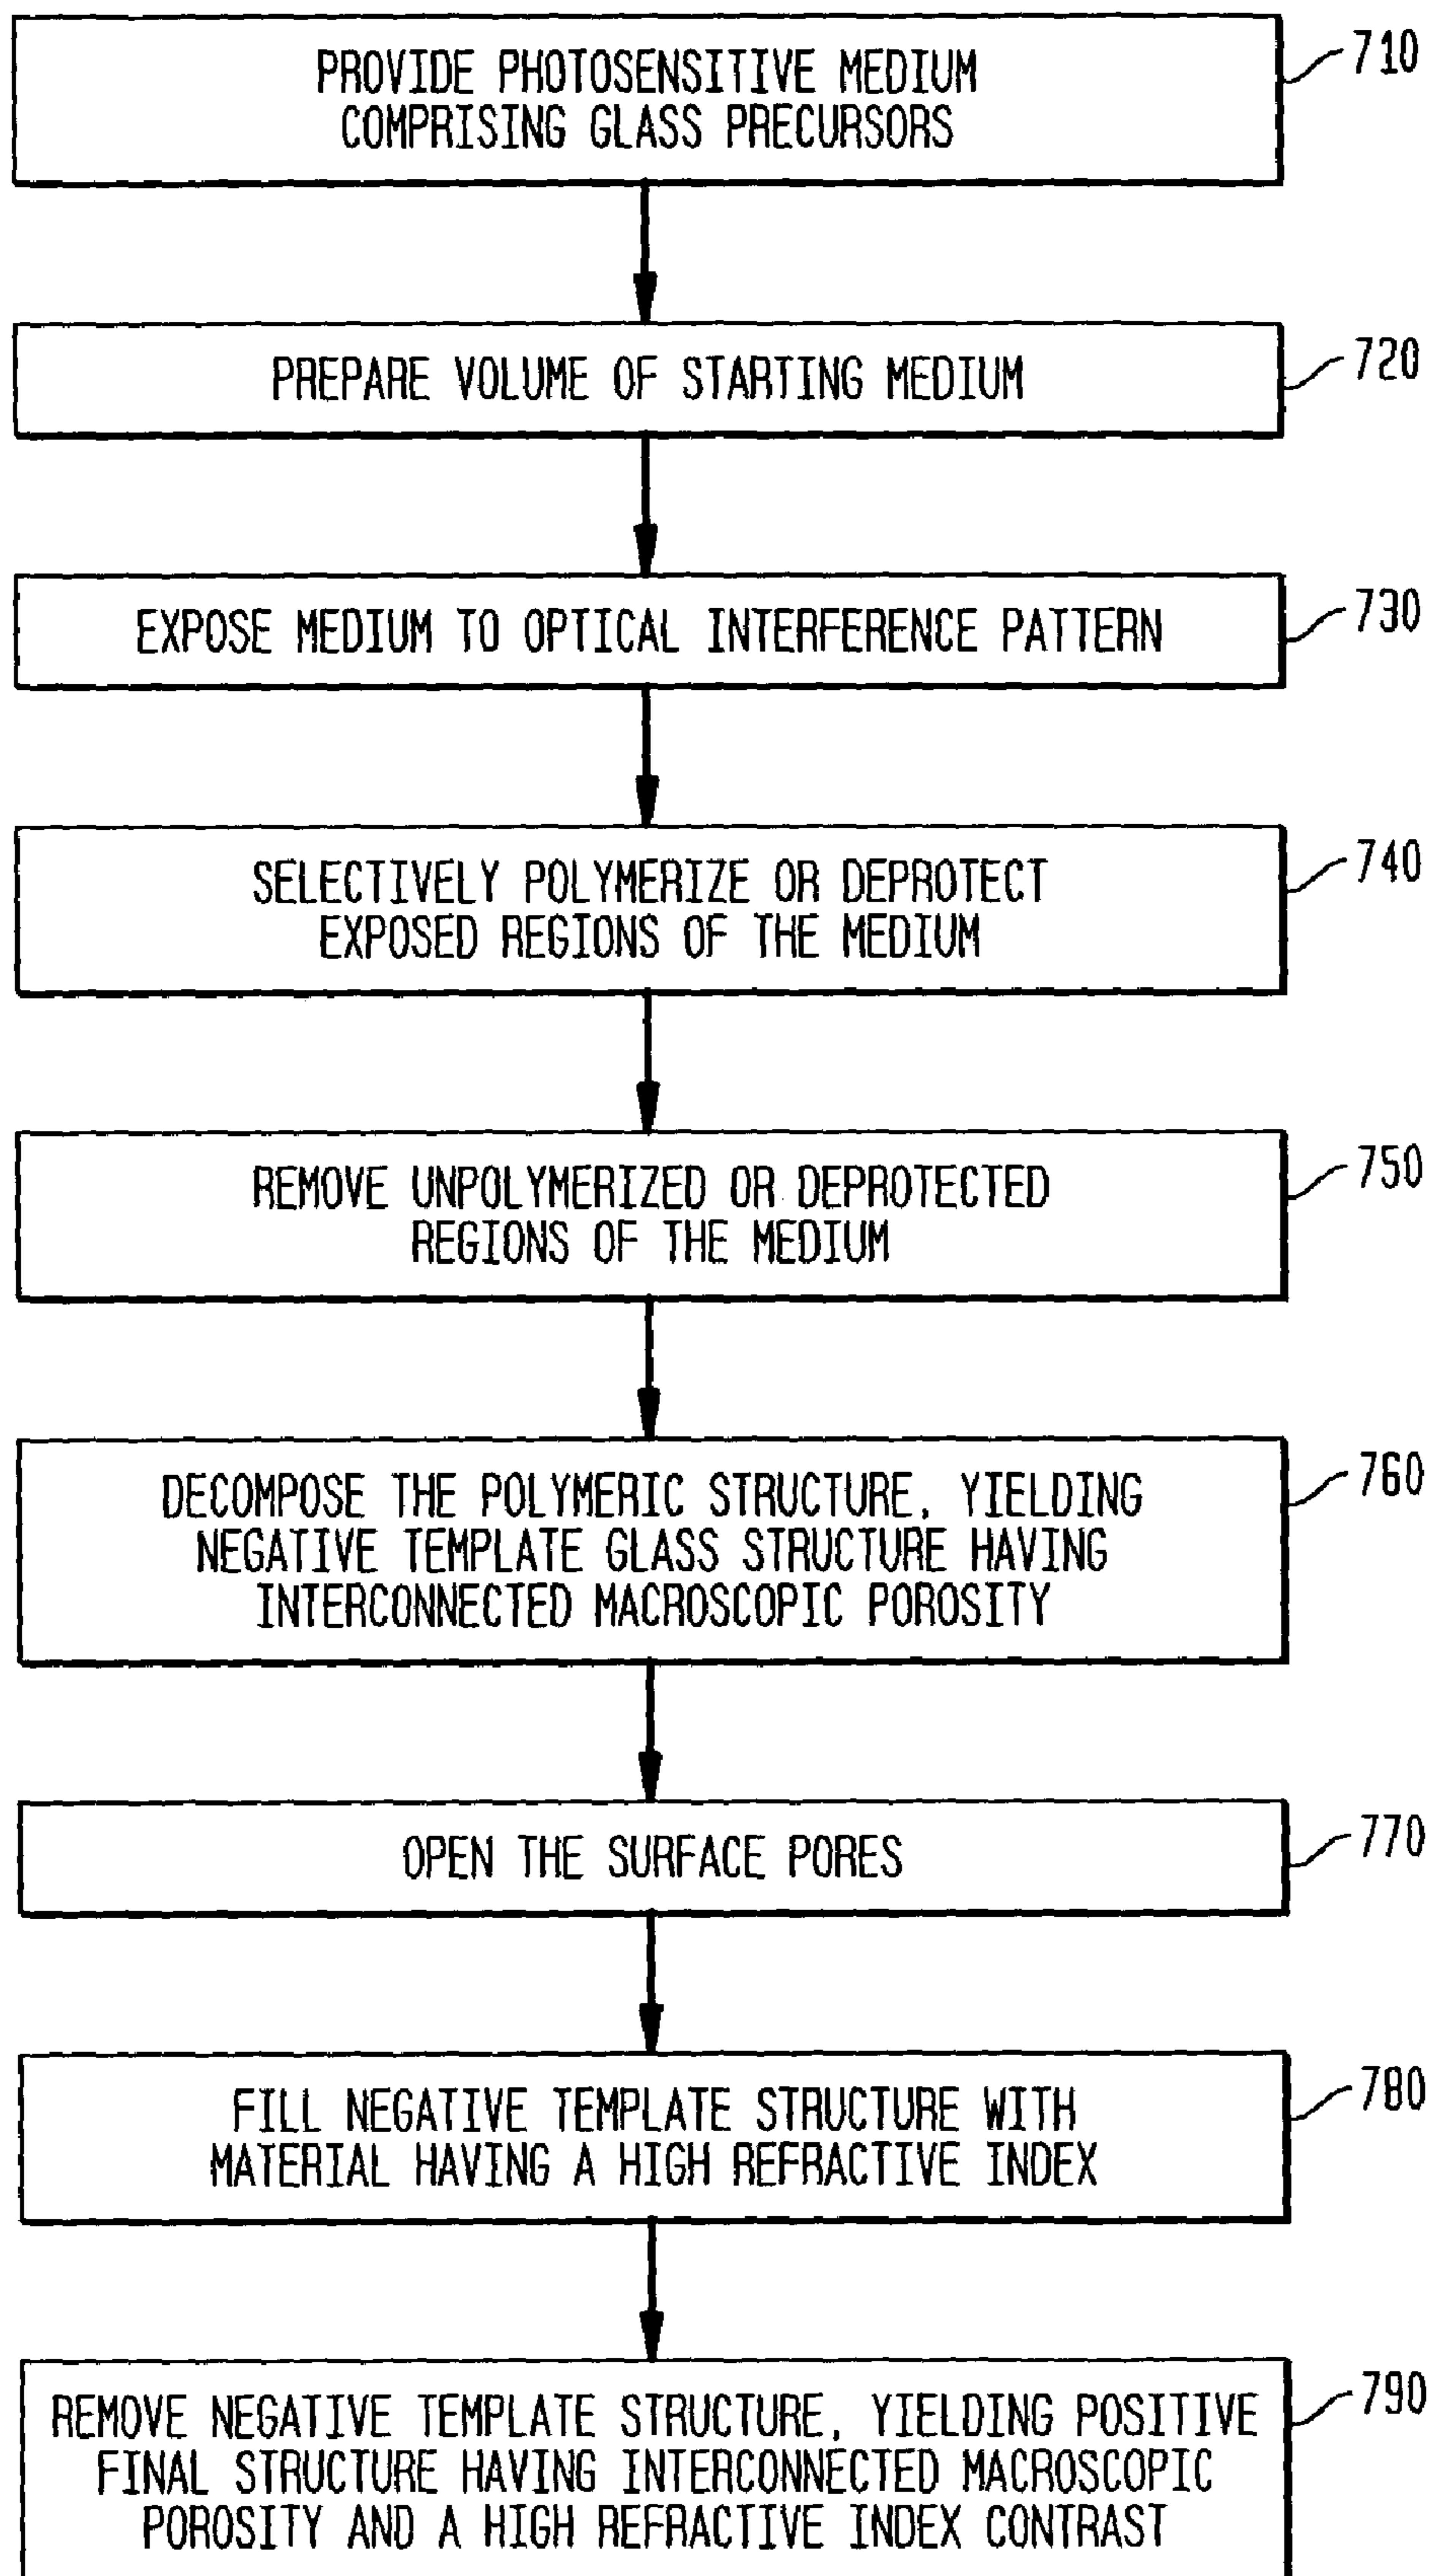 PROVIDE PHOTOSENSITIVE MEDIUM
COMPRISING GLASS PRECURSORS
710
PREPARE VOLUME OF STARTING MEDIUM
720
EXPOSE MEDIUM TO OPTICAL INTERFERENCE PATTERN
730
SELECTIVELY POLYMERIZE OR DEPROTECT
EXPOSED REGIONS OF THE MEDIUM
740
REMOVE UNPOLYMERIZED OR DEPROTECTED
REGIONS OF THE MEDIUM
750
DECOMPOSE THE POLYMERIC STRUCTURE, YIELDING
NEGATIVE TEMPLATE GLASS STRUCTURE HAVING
INTERCONNECTED MACROSCOPIC POROSITY
760
OPEN THE SURFACE PORES
770
FILL NEGATIVE TEMPLATE STRUCTURE WITH
MATERIAL HAVING A HIGH REFRACTIVE INDEX
780
REMOVE NEGATIVE TEMPLATE STRUCTURE, YIELDING POSITIVE
FINAL STRUCTURE HAVING INTERCONNECTED MACROSCOPIC
POROSITY AND A HIGH REFRACTIVE INDEX CONTRAST
790